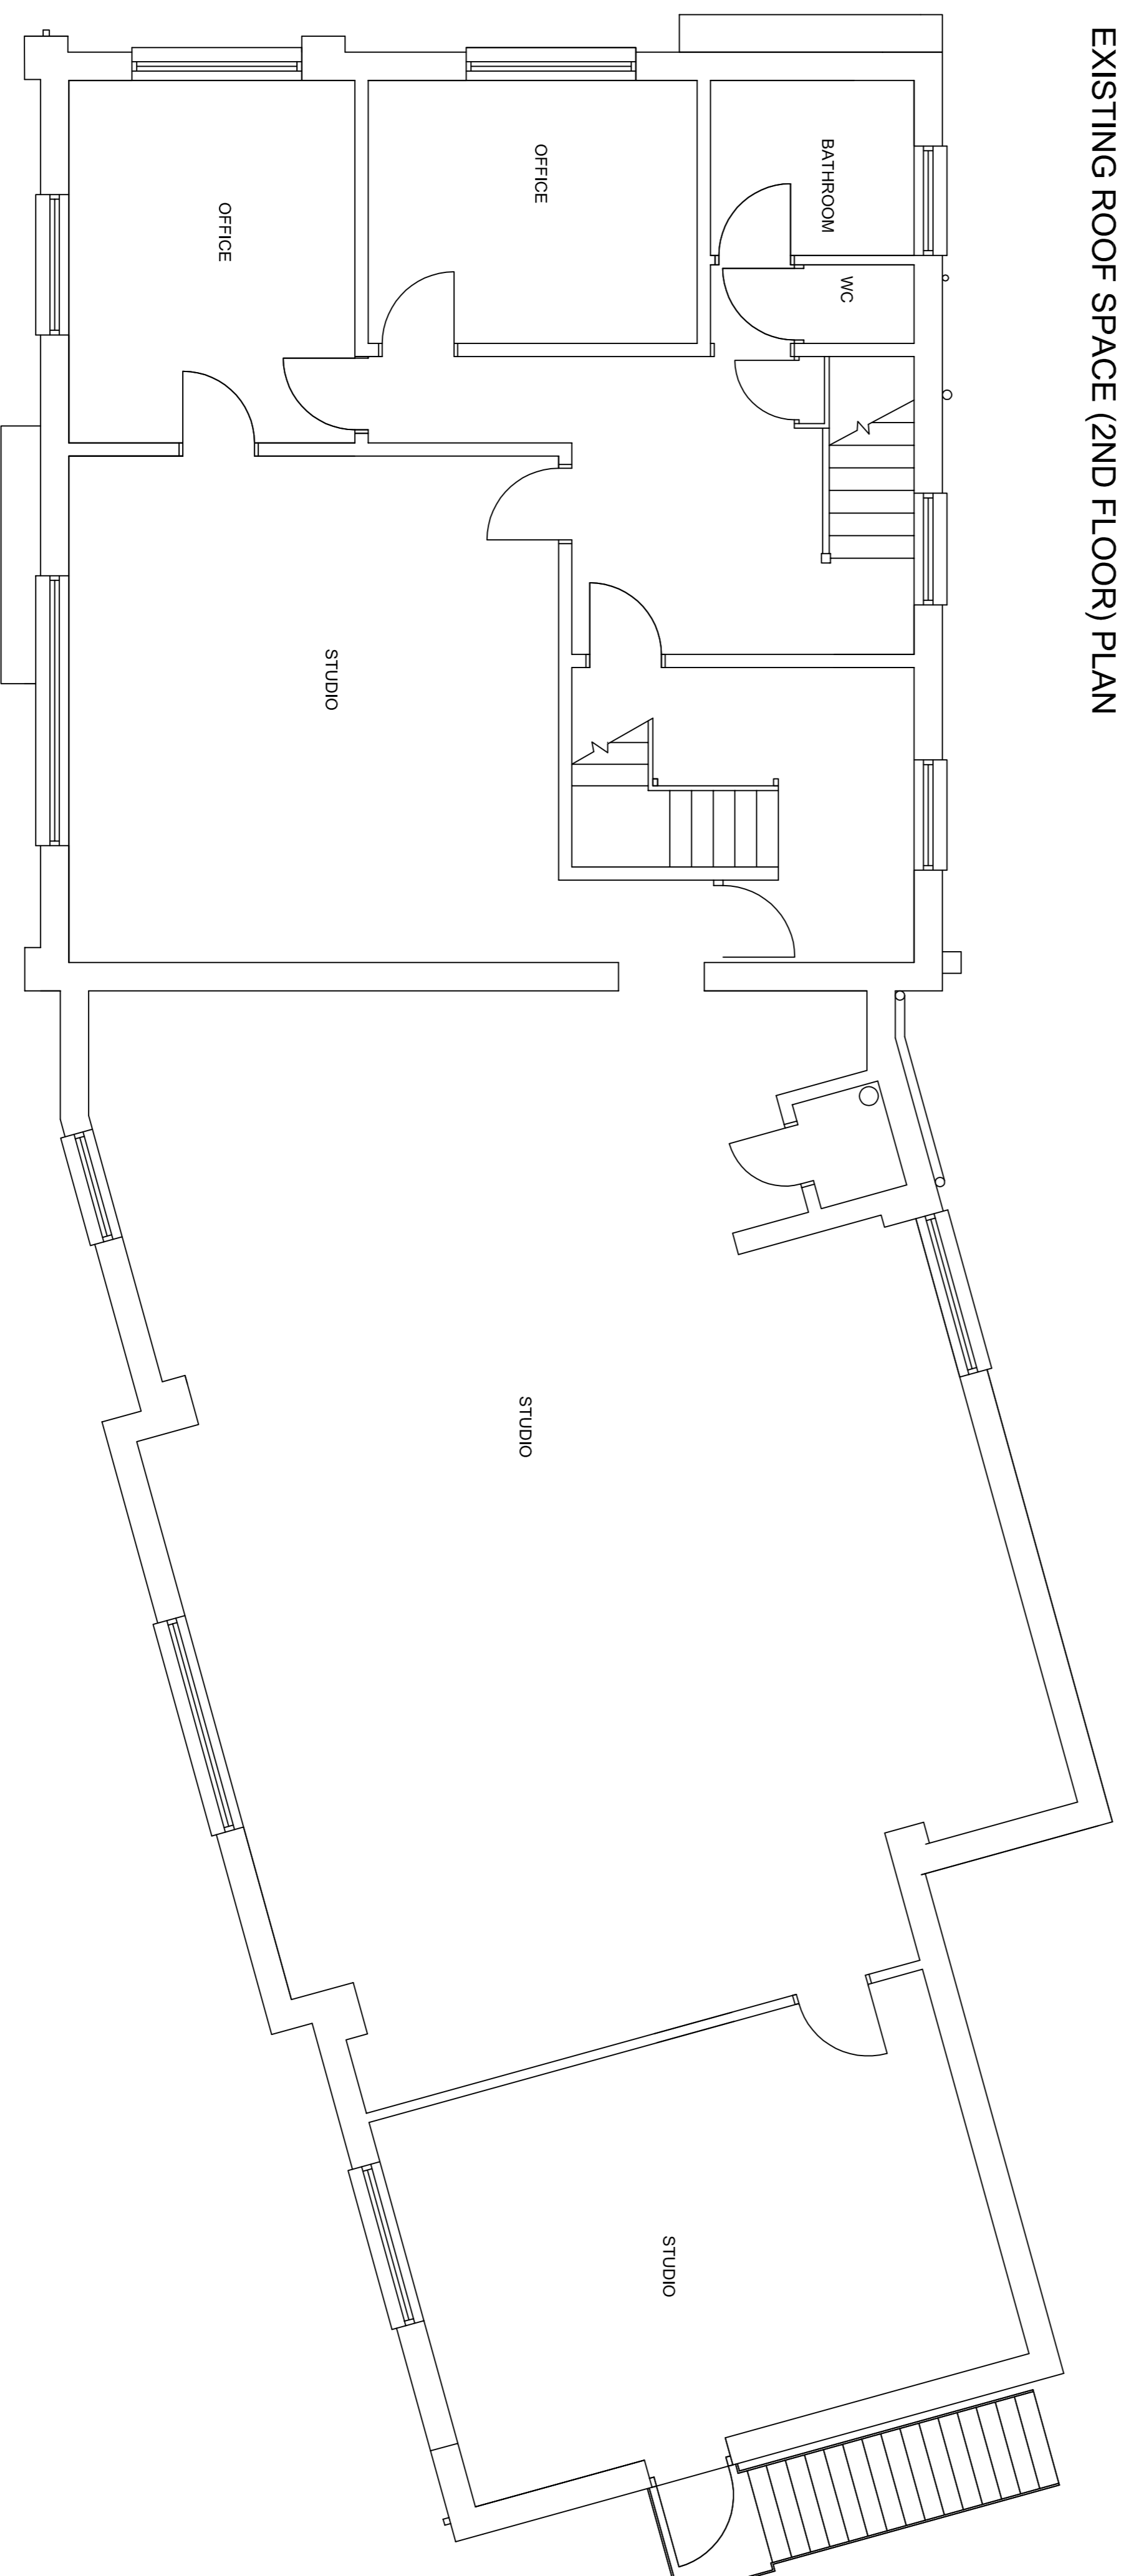 EXISTING ROOF SPACE (2ND FLOOR) PLAN
BATHROOM
WC
OFFICE
OFFICE
STUDIO
STUDIO
STUDIO